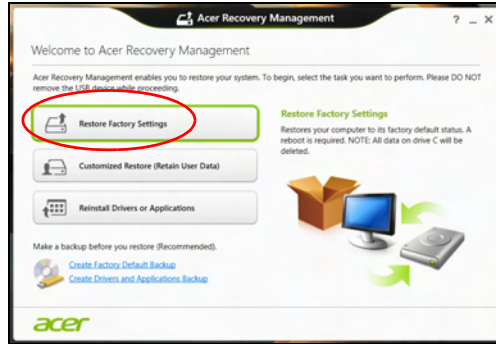 Acer Recovery Management
? _ X
Welcome to Acer Recovery Management
Acer Recovery Management enables you to restore your system. To begin, select the task you want to perform. Please DO NOT
remove the USB device while proceeding.
Restore Factory Settings
Restore Factory Settings
Restores your computer to its factory default status. A
reboot is required. NOTE: All data on drive C will be
deleted.
Customized Restore (Retain User Data)
Reinstall Drivers or Applications
Make a backup before you restore (Recommended).
Create Factory Default Backup
Create Drivers and Applications Backup
acer